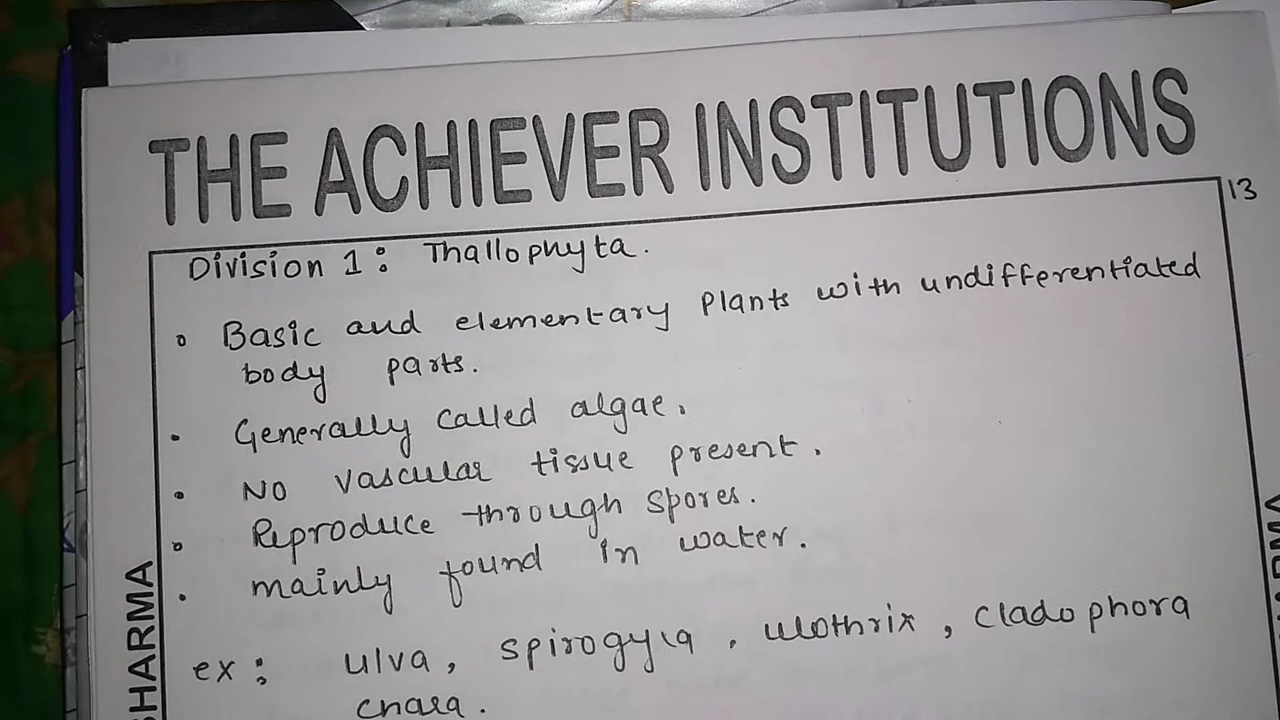 THE ACHIEVER INSTITUTIONS
13
Division 1: Thallophyta.
Basic and elementary Plants with undifferentiated
body parts.
Generally called algae.
No vascular tissue present.
Reproduce through spores.
mainly found in water.
ex: ulva, spirogyra, ulothrix, cladophora
chara.
SHARMA